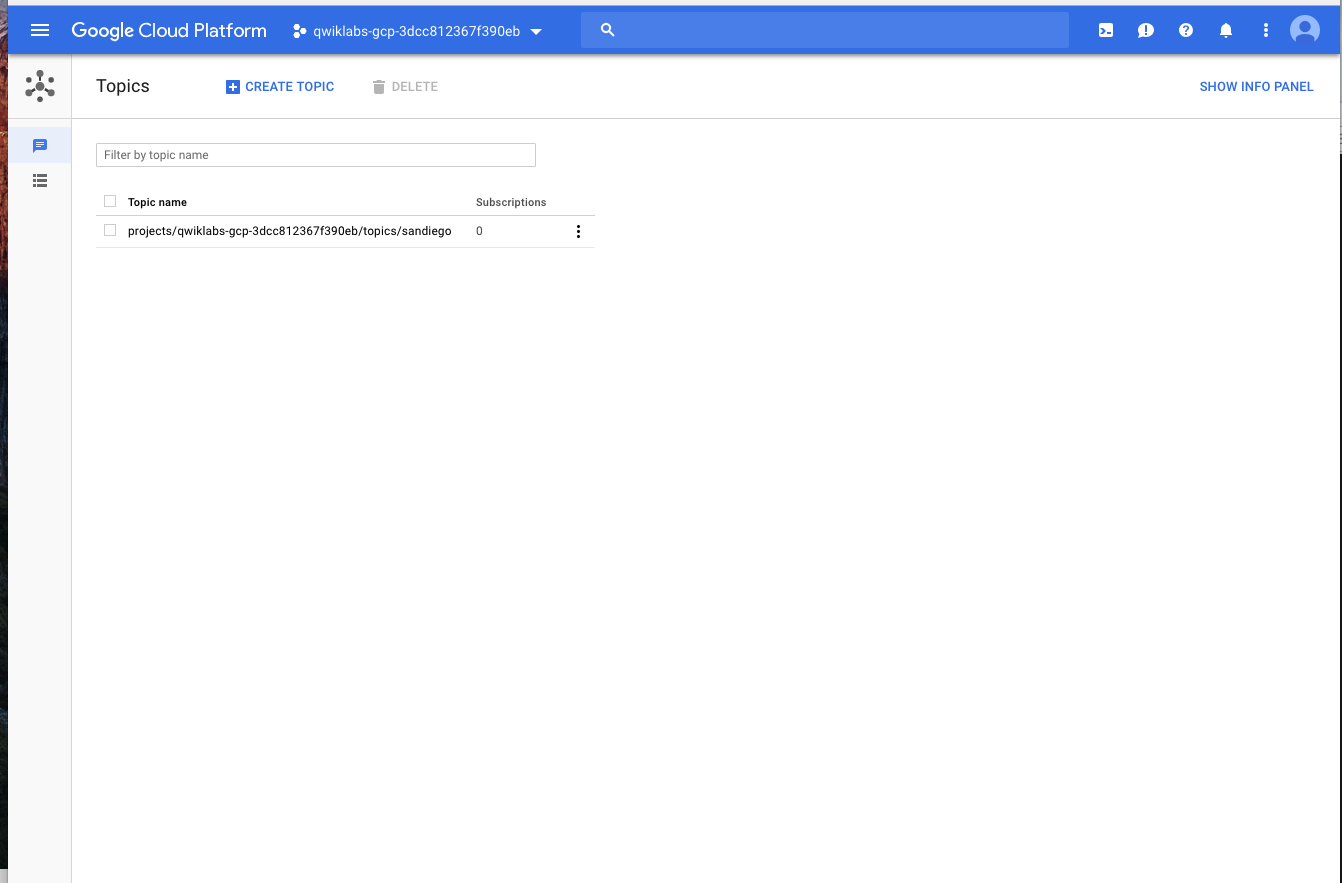 Google Cloud Platform qwiklabs-gcp-3dcc812367f390eb
Topics CREATE TOPIC DELETE SHOW INFO PANEL
Filter by topic name
Topic name Subscriptions
projects/qwiklabs-gcp-3dcc812367f390eb/topics/sandiego 0